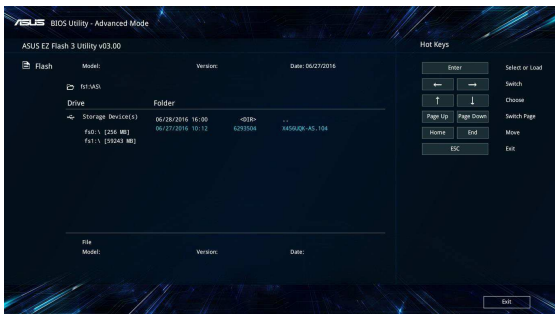 ASUS BIOS Utility - Advanced Mode
ASUS EZ Flash 3 Utility v03.00
Hot Keys
Flash
Model: Version: Date: 06/27/2016
fs1:\AS\
Drive Folder
Storage Device(s)
fs0:\ [256 MB]
fs1:\ [59243 MB]
06/28/2016 16:00 <DIR> ..
06/27/2016 10:12 6293504 X456UQK-AS.104
File
Model: Version: Date:
Enter Select or Load
← → Switch
↑ ↓ Choose
Page Up Page Down Switch Page
Home End Move
ESC Exit
Exit